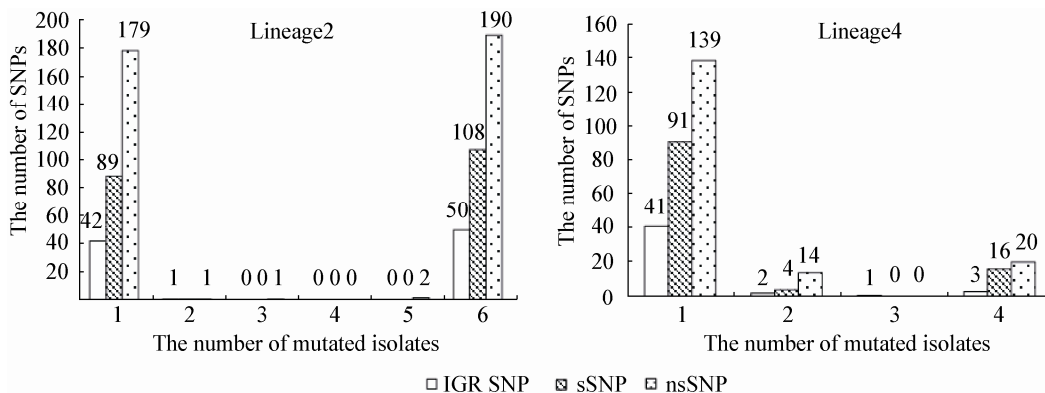 Lineage2
The number of SNPs
200
180
160
140
120
100
80
60
40
20
42 89 179
1 1
0 0 1
0 0 0
0 0 2
50 108 190
1 2 3 4 5 6
The number of mutated isolates
Lineage4
The number of SNPs
160
140
120
100
80
60
40
20
0
41 91 139
2 4 14
1 0 0
3 16 20
1 2 3 4
The number of mutated isolates
IGR SNP sSNP nsSNP